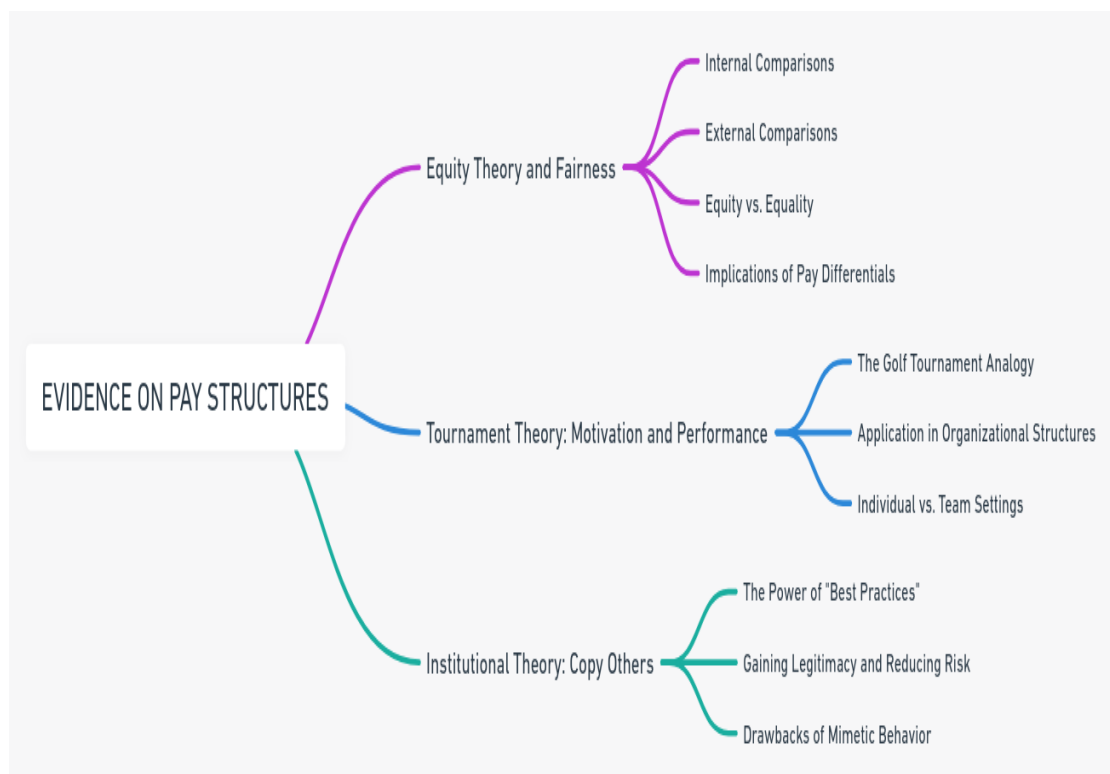 EVIDENCE ON PAY STRUCTURES
Equity Theory and Fairness
Internal Comparisons
External Comparisons
Equity vs. Equality
Implications of Pay Differentials
Tournament Theory: Motivation and Performance
The Golf Tournament Analogy
Application in Organizational Structures
Individual vs. Team Settings
Institutional Theory: Copy Others
The Power of "Best Practices"
Gaining Legitimacy and Reducing Risk
Drawbacks of Mimetic Behavior